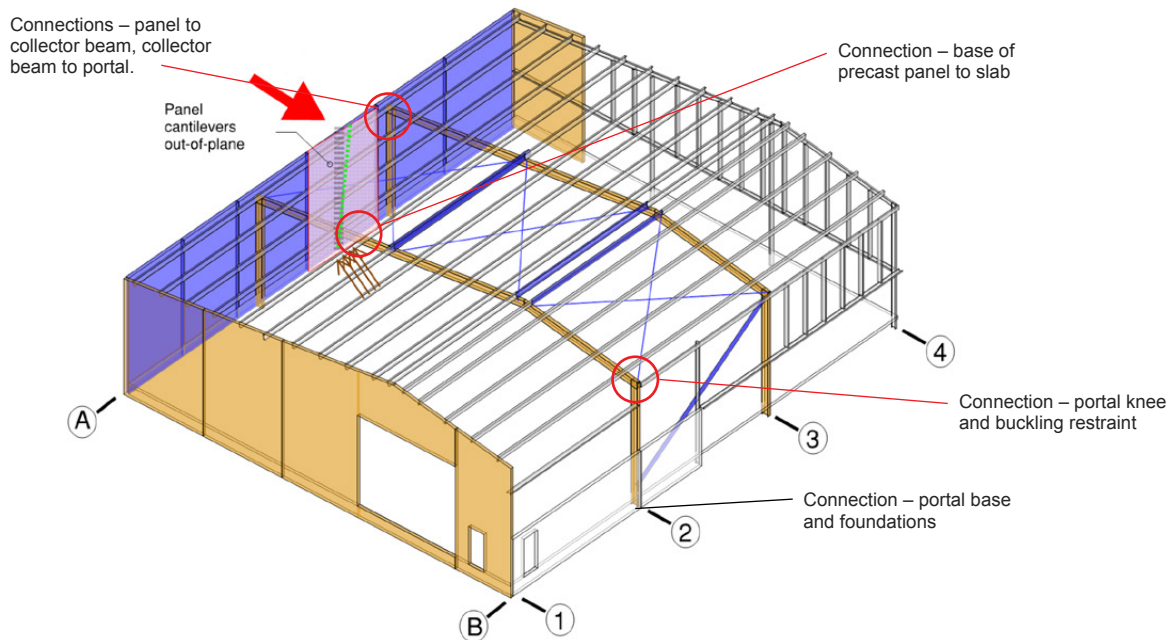 Connections – panel to
collector beam, collector
beam to portal.
Panel
cantilevers
out-of-plane
Connection – base of
precast panel to slab
A
4
Connection – portal knee
and buckling restraint
3
Connection – portal base
and foundations
2
B
1